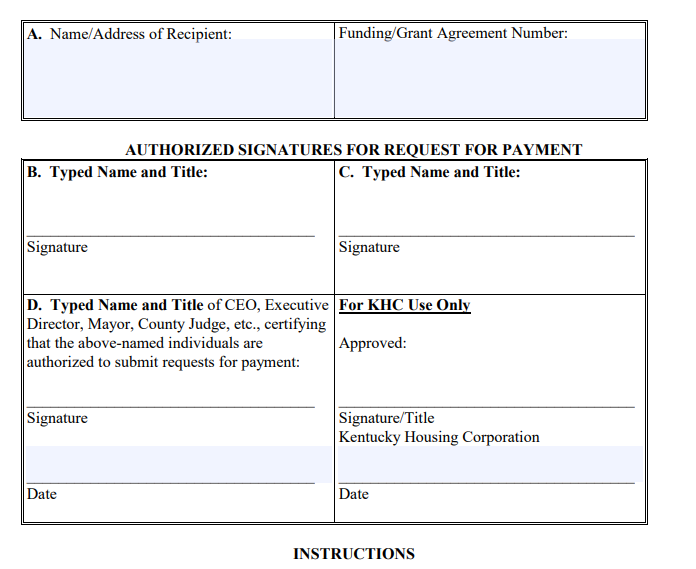 A. Name/Address of Recipient:
Funding/Grant Agreement Number:
AUTHORIZED SIGNATURES FOR REQUEST FOR PAYMENT
B. Typed Name and Title:
Signature
C. Typed Name and Title:
Signature
D. Typed Name and Title of CEO, Executive
Director, Mayor, County Judge, etc., certifying
that the above-named individuals are
authorized to submit requests for payment:
Signature
Date
For KHC Use Only
Approved:
Signature/Title
Kentucky Housing Corporation
Date
INSTRUCTIONS